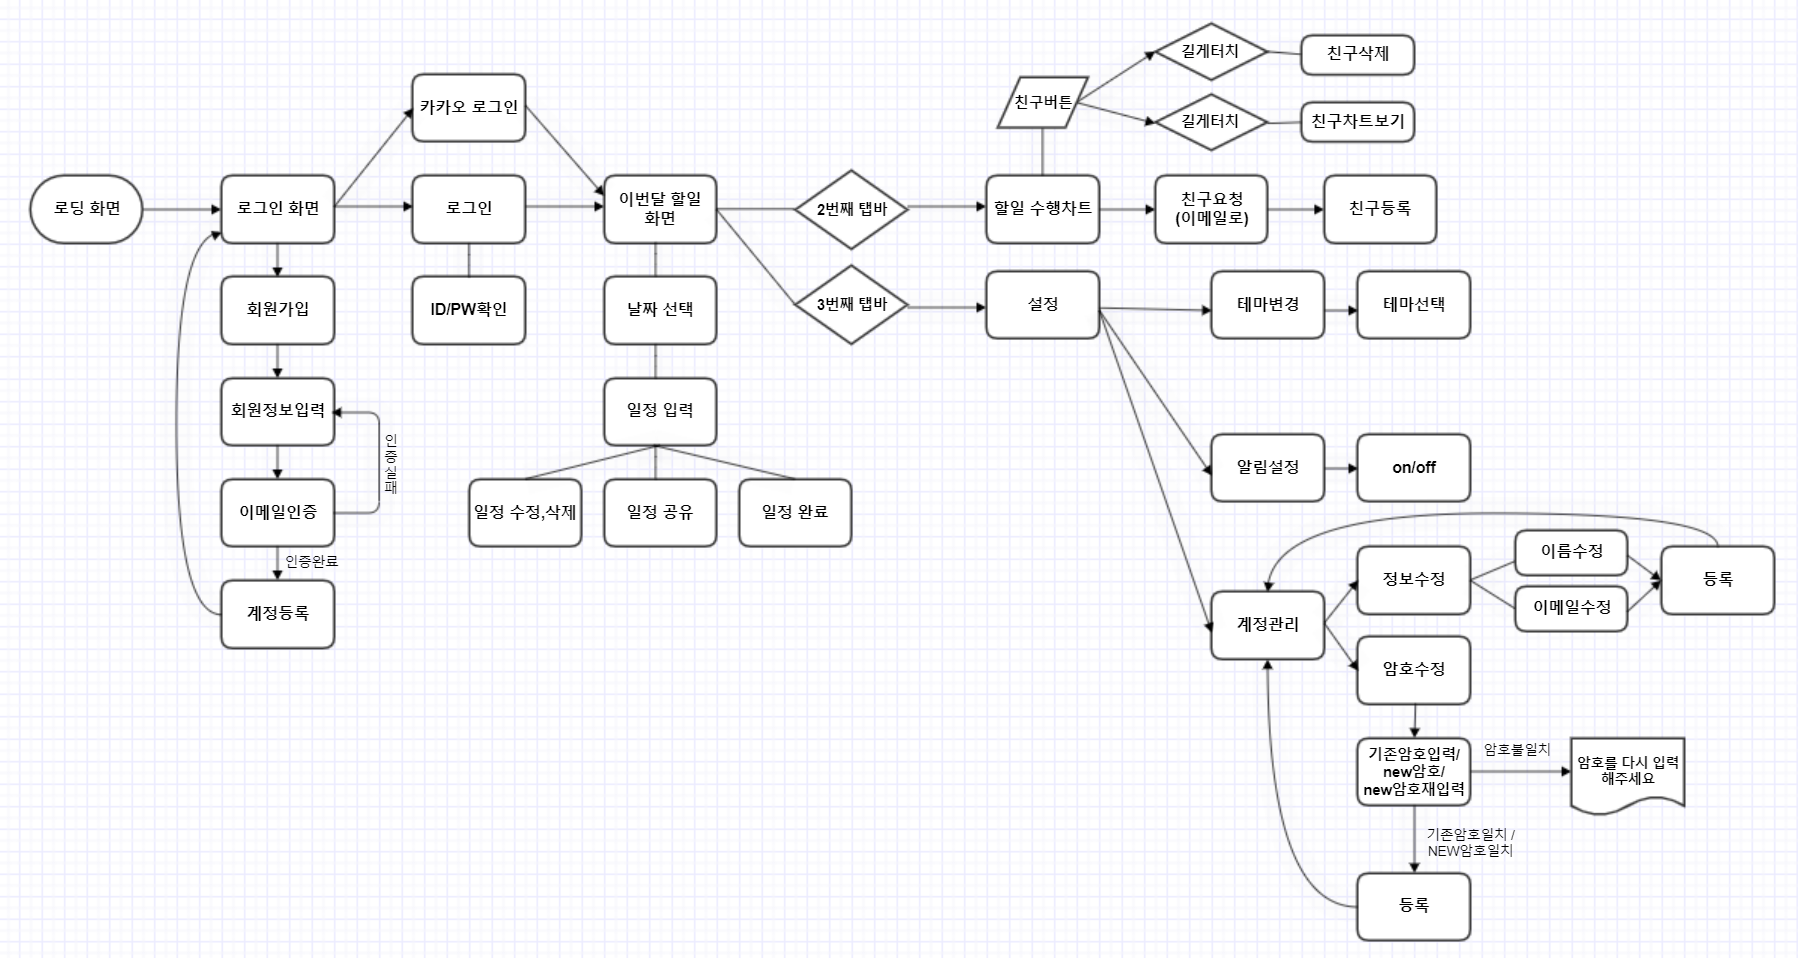 길게터치
친구삭제
친구버튼
길게터치
친구차트보기
카카오 로그인
로딩 화면
로그인 화면
로그인
이번달 할일
화면
2번째 탭바
할일 수행차트
친구요청
(이메일로)
친구등록
회원가입
ID/PW확인
날짜 선택
3번째 탭바
설정
테마변경
테마선택
회원정보입력
인
증
실
패
일정 입력
이메일인증
일정 수정,삭제
일정 공유
일정 완료
알림설정
on/off
인증완료
계정등록
계정관리
정보수정
이름수정
이메일수정
등록
암호수정
기존암호입력/
new암호/
new암호재입력
암호불일치
암호를 다시 입력
해주세요
기존암호일치 /
NEW암호일치
등록